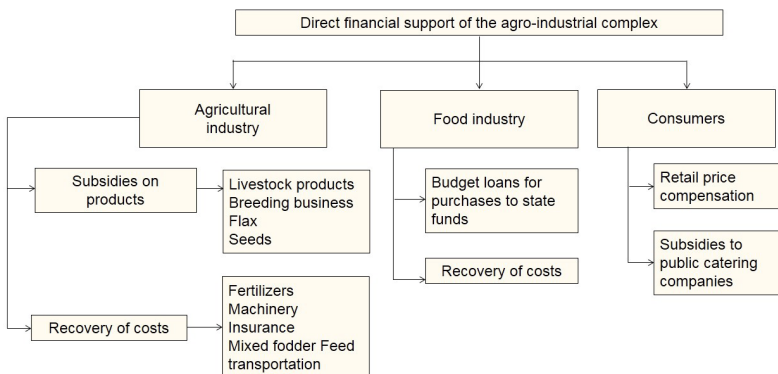 Direct financial support of the agro-industrial complex
Agricultural
industry
Food industry
Consumers
Subsidies on
products
Livestock products
Breeding business
Flax
Seeds
Budget loans for
purchases to state
funds
Retail price
compensation
Recovery of costs
Subsidies to
public catering
companies
Recovery of costs
Fertilizers
Machinery
Insurance
Mixed fodder Feed
transportation